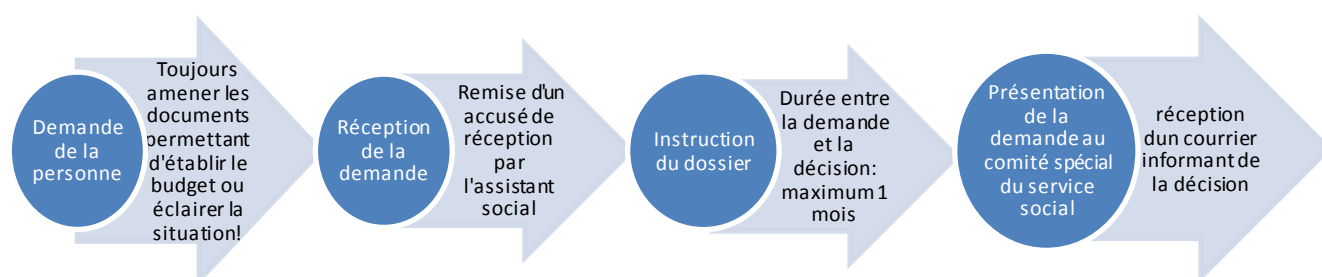 Demande
de la
personne
Toujours
amener les
documents
permettant
d'établir le
budget ou
éclairer la
situation!
Réception
de la
demande
Remise d'un
accusé de
réception
par
l'assistant
social
Instruction
du dossier
Durée entre
la demande
et la
décision:
maximum 1
mois
Présentation
de la
demande au
comité spécial
du service
social
réception
dun courrier
informant de
la décision